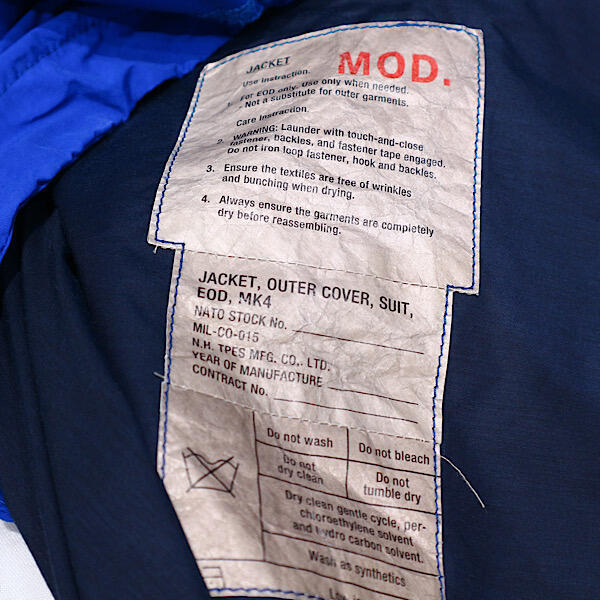 JACKET
MOD.
Use Instruction.
1. For EOD only. Use only when needed.
* Not a substitute for outer garments.
Care Instruction.
2. WARNING: Launder with touch-and-close
fastener, backles, and fastener tape engaged.
Do not iron loop fastener, hook and backles.
3. Ensure the textiles are free of wrinkles
and bunching when drying.
4. Always ensure the garments are completely
dry before reassembling.
JACKET, OUTER COVER, SUIT,
EOD, MK4
NATO STOCK No.
MIL-CO-015
N.H. TPES MFG. CO,. LTD.
YEAR OF MANUFACTURE
CONTRACT No.
Do not wash
Do not bleach
Do not
dry clean
Do not
tumble dry
Dry clean gentle cycle, per-
chloroethylene solvent
and hydro carbon solvent.
Wash as synthetics